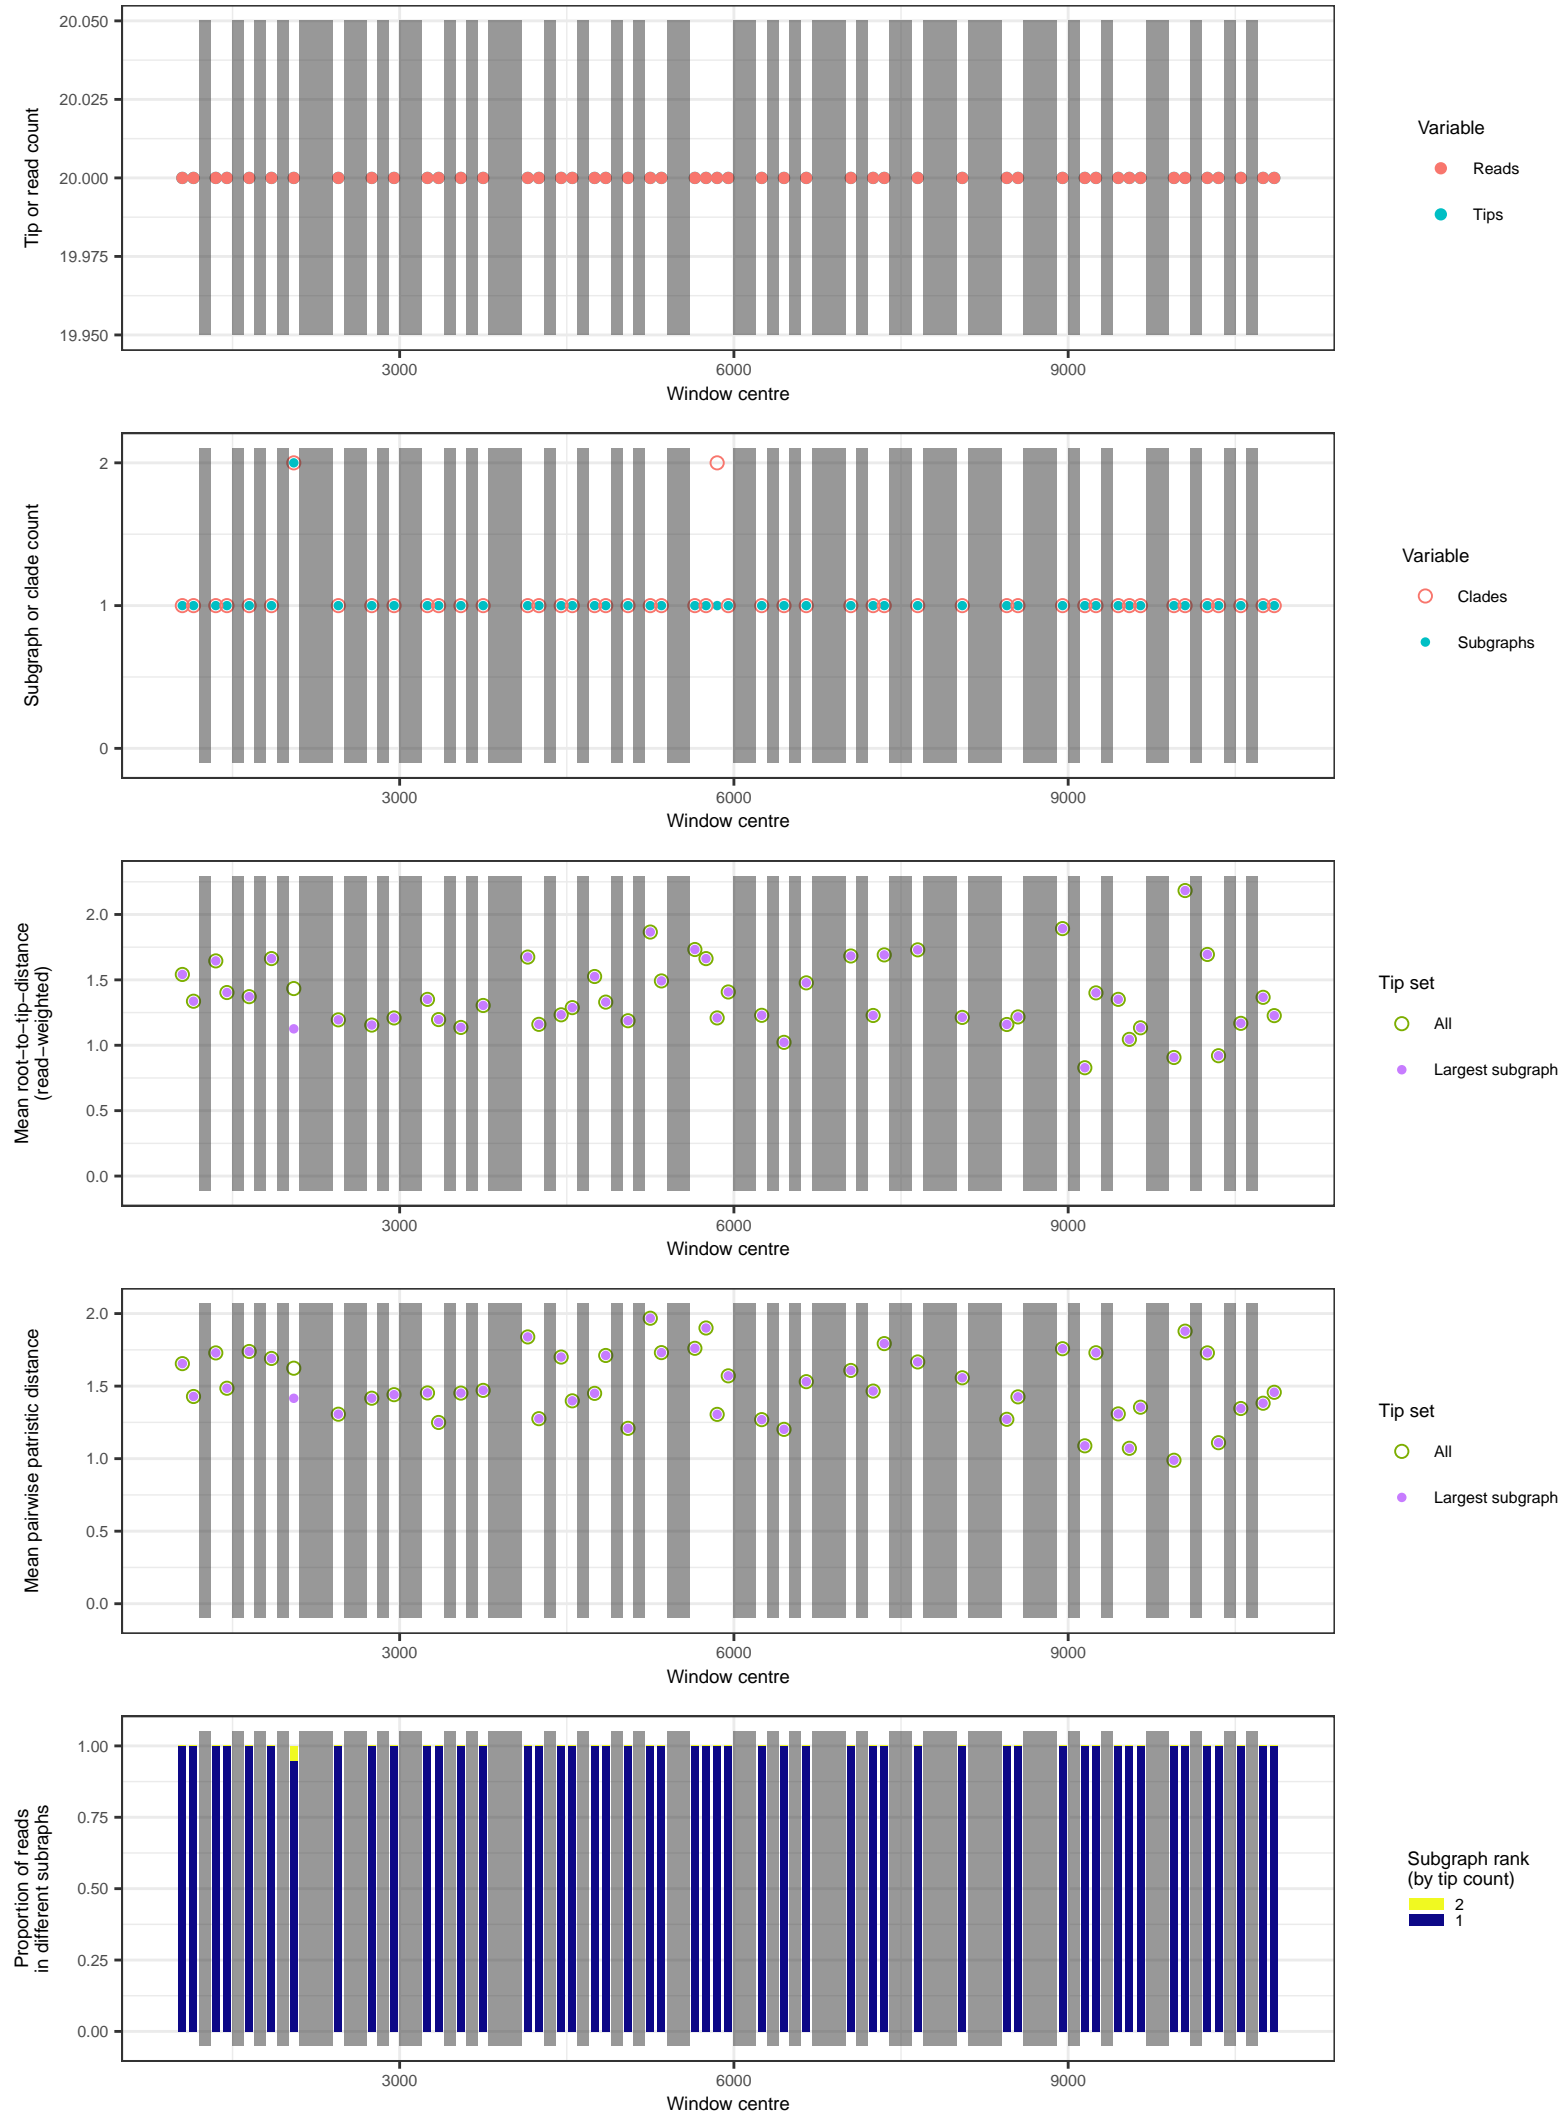 20.050
20.025
20.000
19.975
19.950
Tip or read count
3000 6000 9000
Window centre
Variable
Reads
Tips
2
1
0
Subgraph or clade count
3000 6000 9000
Window centre
Variable
Clades
Subgraphs
2.0
1.5
1.0
0.5
0.0
Mean root−to−tip−distance
(read−weighted)
3000 6000 9000
Window centre
Tip set
All
Largest subgraph
2.0
1.5
1.0
0.5
0.0
Mean pairwise patristic distance
3000 6000 9000
Window centre
Tip set
All
Largest subgraph
1.00
0.75
0.50
0.25
0.00
Proportion of reads
in different subraphs
3000 6000 9000
Window centre
Subgraph rank
(by tip count)
2
1